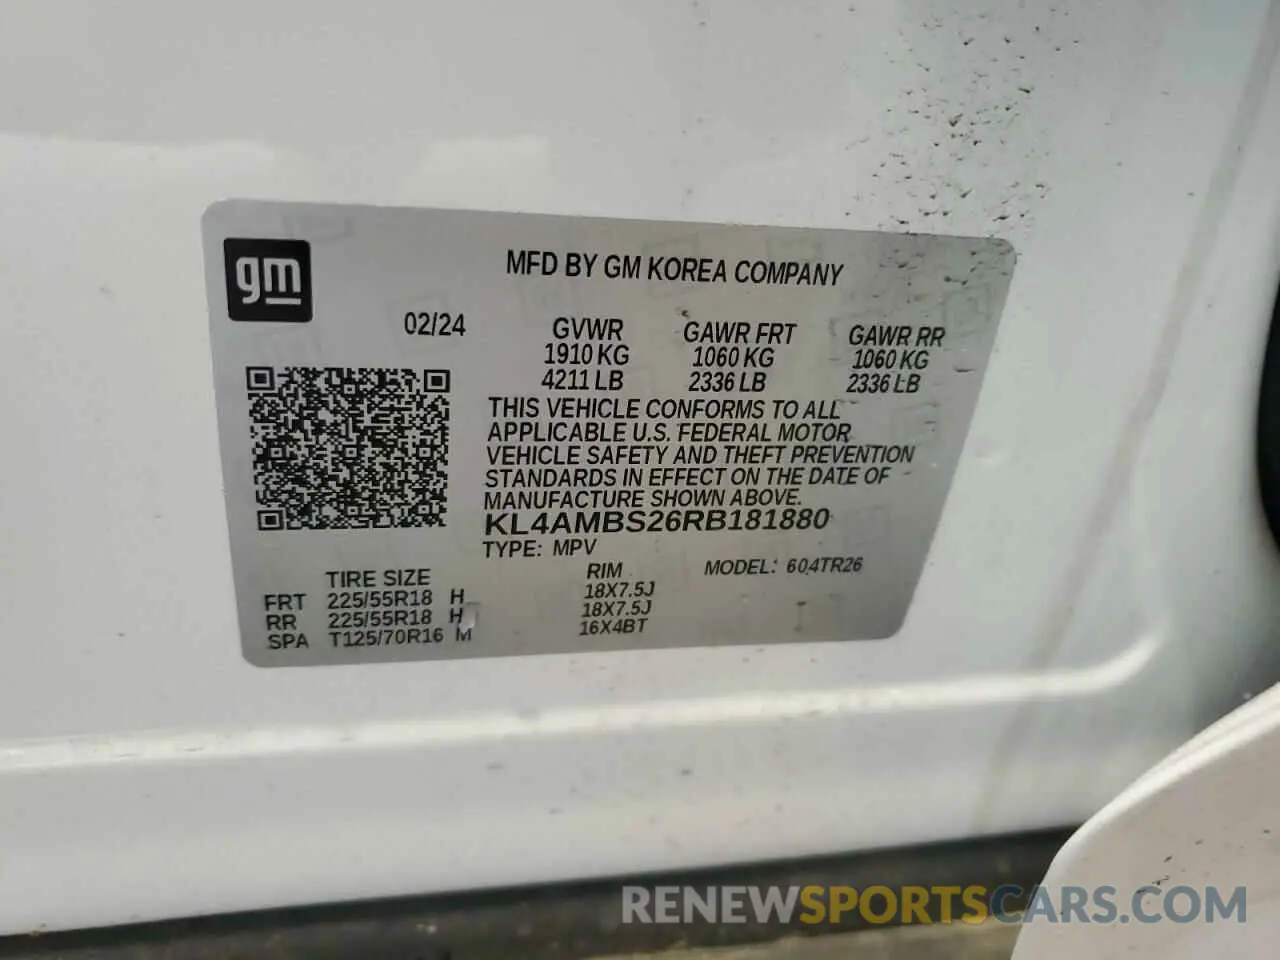 gm
MFD BY GM KOREA COMPANY
02/24
GVWR GAWR FRT GAWR RR
1910 KG 1060 KG 1060 KG
4211 LB 2336 LB 2336 LB
THIS VEHICLE CONFORMS TO ALL
APPLICABLE U.S. FEDERAL MOTOR
VEHICLE SAFETY AND THEFT PREVENTION
STANDARDS IN EFFECT ON THE DATE OF
MANUFACTURE SHOWN ABOVE.
KL4AMBS26RB181880
TYPE: MPV
MODEL: 604TR26
TIRE SIZE RIM
FRT 225/55R18 H 18X7.5J
RR 225/55R18 H 18X7.5J
SPA T125/70R16 M 16X4BT
RENEWSPORTSCARS.COM